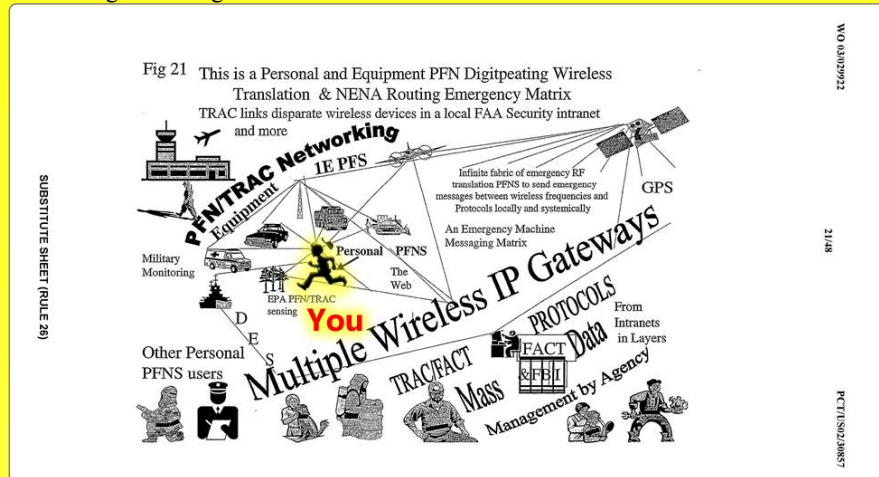 WO 03/029922
21/48
PCT/US02/30857
SUBSTITUTE SHEET (RULE 26)
Fig 21 This is a Personal and Equipment PFN Digitpeating Wireless
Translation & NENA Routing Emergency Matrix
TRAC links disparate wireless devices in a local FAA Security intranet
and more
PFN/TRAC Networking
1E PFS
Equipment
Infinite fabric of emergency RF
translation PFNS to send emergency
messages between wireless frequencies and
Protocols locally and systemically
GPS
An Emergency Machine
Messaging Matrix
Military
Monitoring
Personal PFNS
The
Web
EPA PFN/TRAC
sensing
You
DES
Multiple Wireless IP Gateways
PROTOCOLS
Data
From
Intranets
in Layers
Other Personal
PFNS users
FACT
&FBI
TRAC/FACT
Mass
Management by Agency